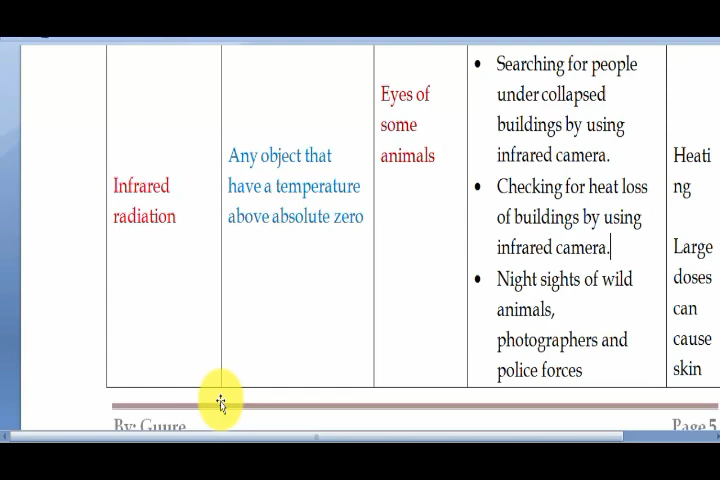 Infrared
radiation
Any object that
have a temperature
above absolute zero
Eyes of
some
animals
• Searching for people
under collapsed
buildings by using
infrared camera.
• Checking for heat loss
of buildings by using
infrared camera.
• Night sights of wild
animals,
photographers and
police forces
Heati
ng
Large
doses
can
cause
skin
By: Guure
Page 5